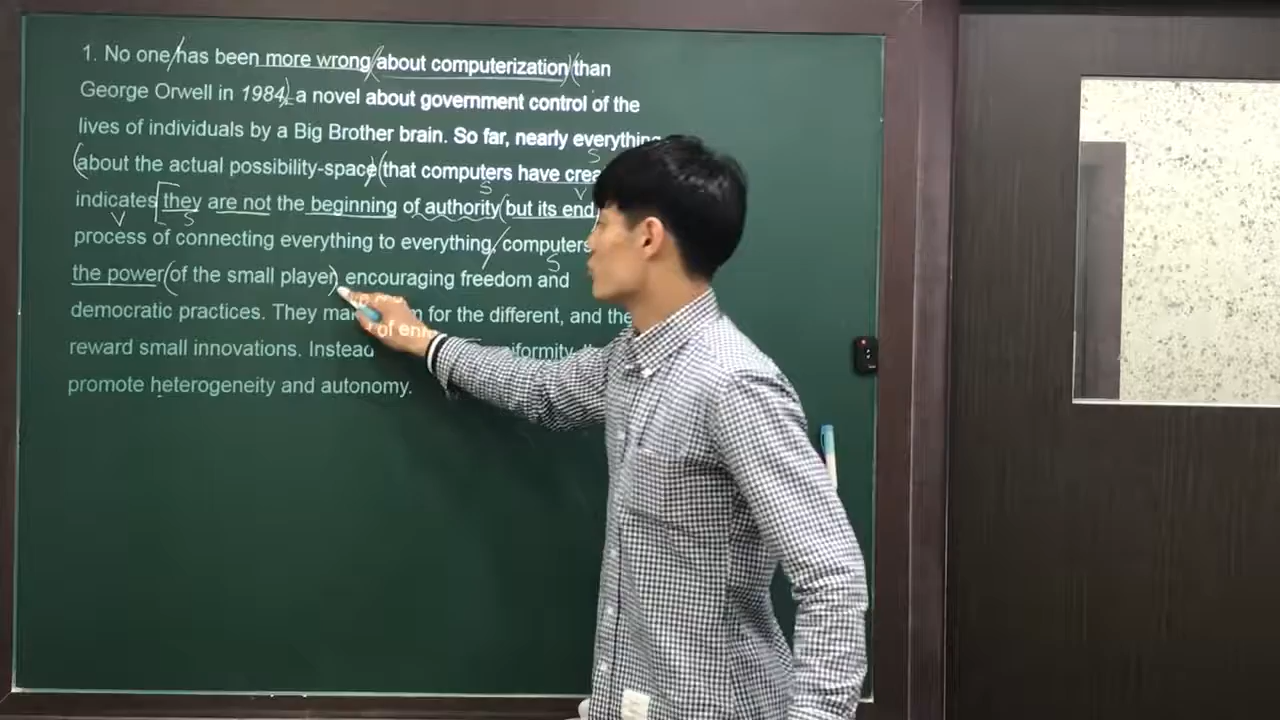 1. No one has been more wrong about computerization than
George Orwell in 1984, a novel about government control of the
lives of individuals by a Big Brother brain. So far, nearly everything
about the actual possibility-space that computers have
S
indicates they are not the beginning of authority but its end
V S S V
process of connecting everything to everything, computers
S
the power of the small player, encouraging freedom and
democratic practices. They for the different, and
reward small innovations. Instead of
promote heterogeneity and autonomy.